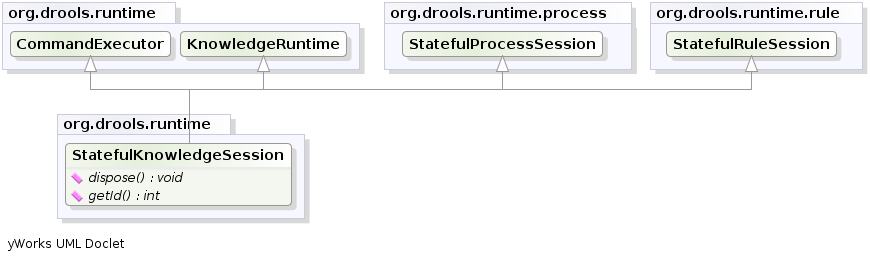 org.drools.runtime
CommandExecutor
KnowledgeRuntime
org.drools.runtime.process
StatefulProcessSession
org.drools.runtime.rule
StatefulRuleSession
org.drools.runtime
StatefulKnowledgeSession
dispose() : void
getId() : int
yWorks UML Doclet